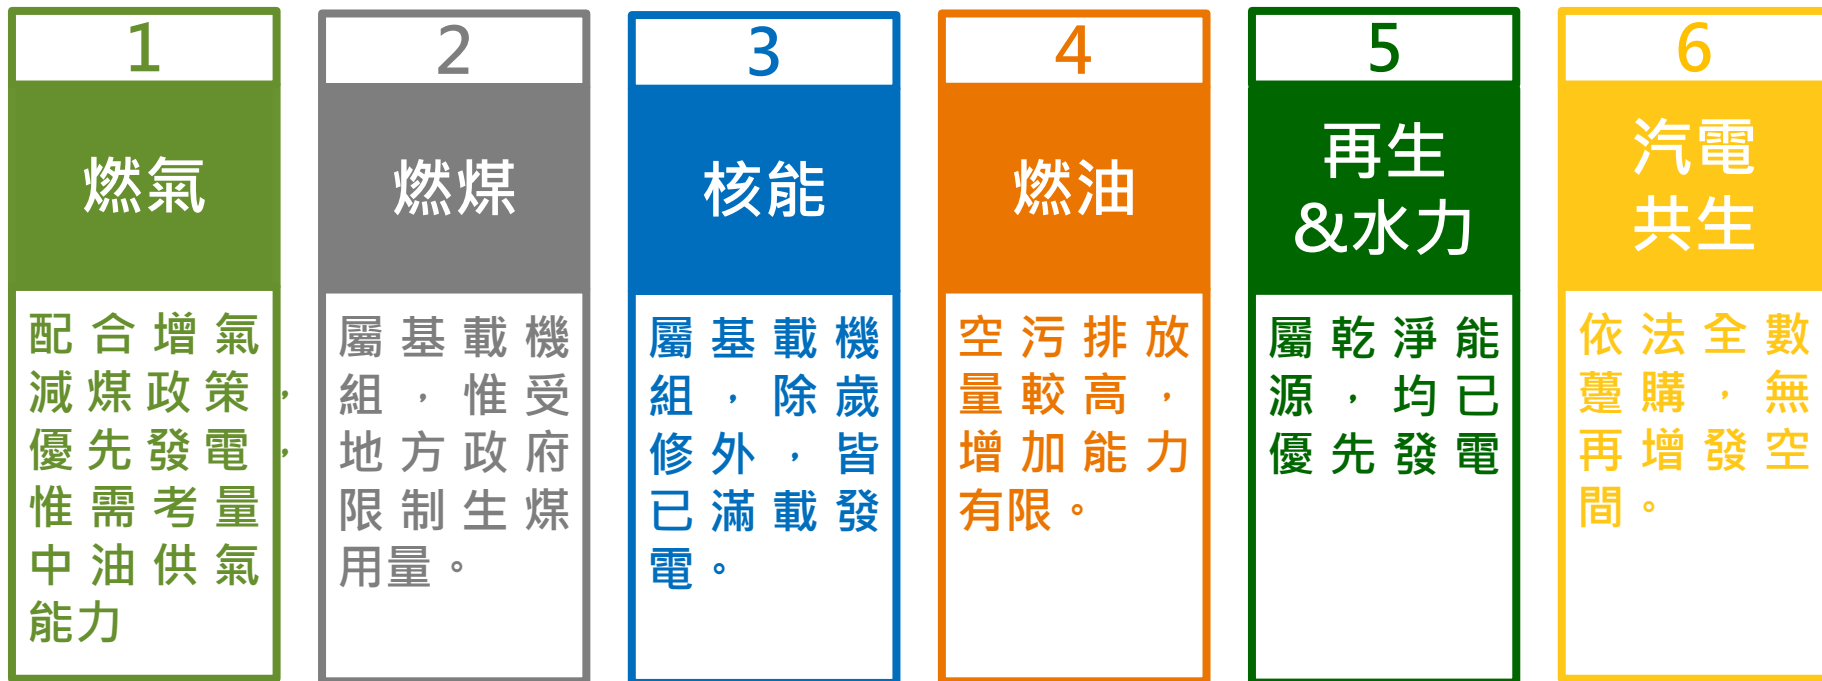 1
燃氣
配合增氣
減煤政策，
優先發電，
惟需考量
中油供氣
能力
2
燃煤
屬基載機
組，惟受
地方政府
限制生煤
用量。
3
核能
屬基載機
組，除歲
修外，皆
已滿載發
電。
4
燃油
空污排放
量較高，
增加能力
有限。
5
再生
&水力
屬乾淨能
源，均已
優先發電
6
汽電
共生
依法全數
躉購，無
再增發空
間。